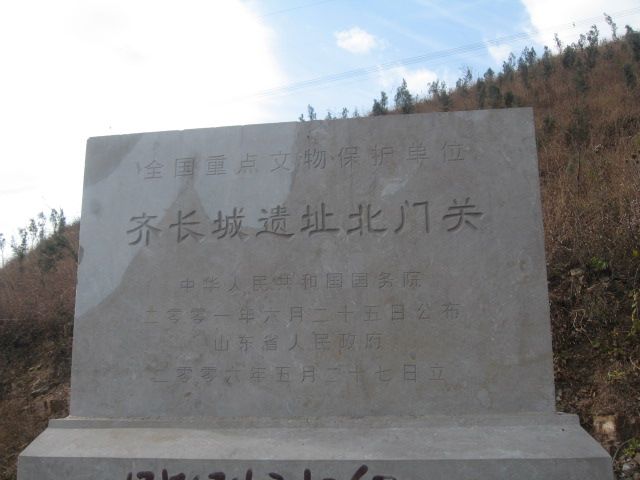 全国重点文物保护单位
齐长城遗址北门关
中华人民共和国国务院
二零零一年六月二十五日公布
山东省人民政府
二零零六年五月二十七日立